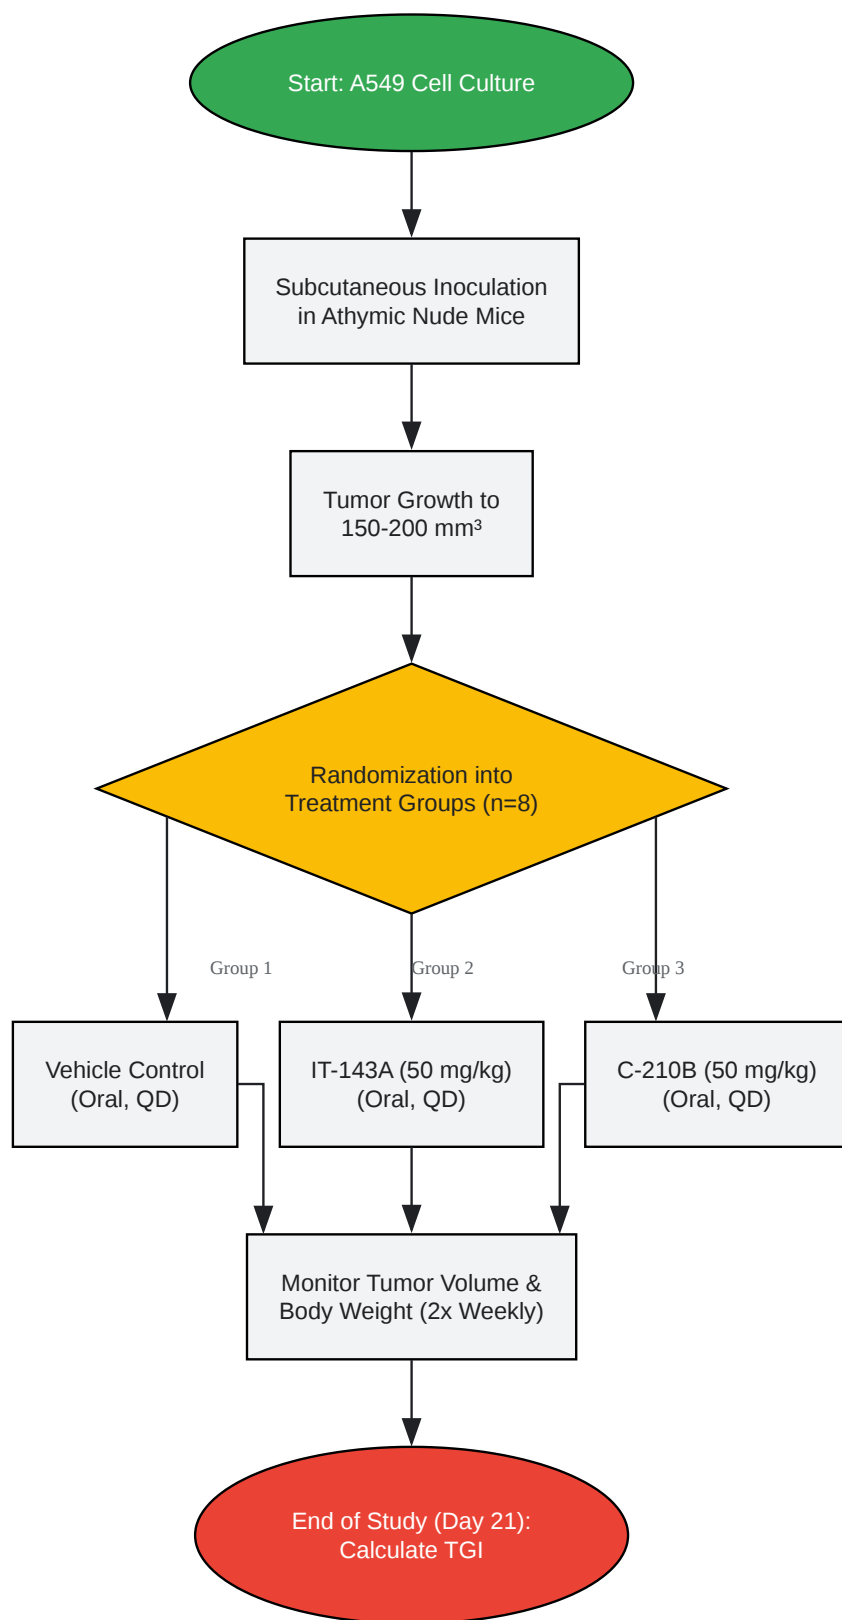 Start: A549 Cell Culture
Subcutaneous Inoculation
in Athymic Nude Mice
Tumor Growth to
150-200 mm³
Randomization into
Treatment Groups (n=8)
Group 1
Group 2
Group 3
Vehicle Control
(Oral, QD)
IT-143A (50 mg/kg)
(Oral, QD)
C-210B (50 mg/kg)
(Oral, QD)
Monitor Tumor Volume &
Body Weight (2x Weekly)
End of Study (Day 21):
Calculate TGI